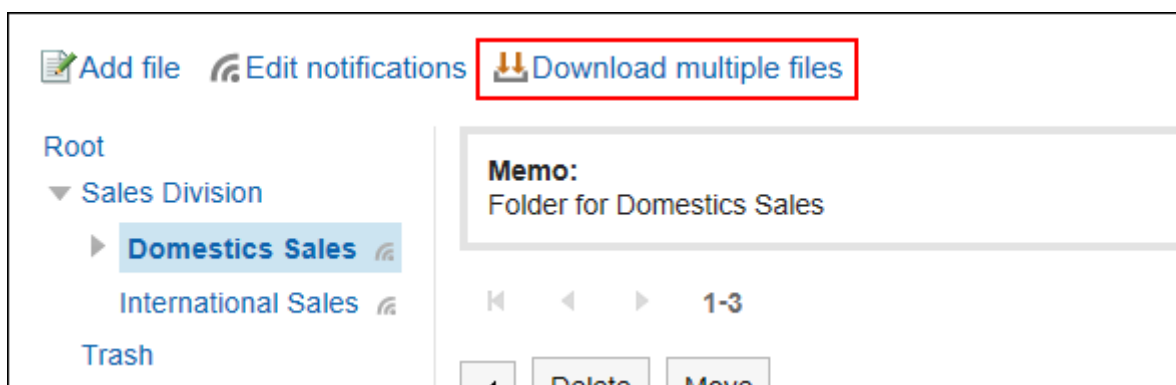 Add file Edit notifications Download multiple files
Root
Sales Division
Domestics Sales
International Sales
Trash
Memo:
Folder for Domestics Sales
1-3
Delete Move